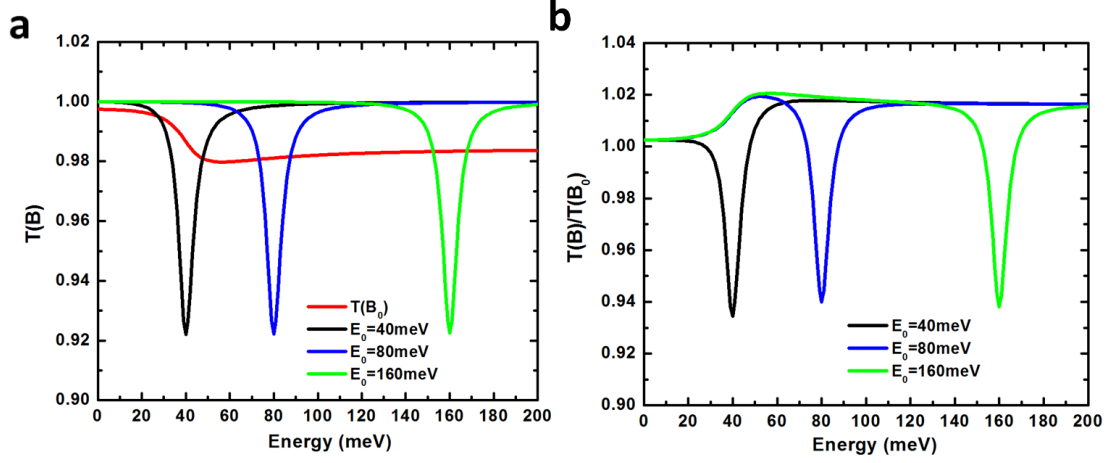 a
1.02
1.00
0.98
0.96
0.94
0.92
0.90
T(B)
T(B₀)
E₀=40meV
E₀=80meV
E₀=160meV
0 20 40 60 80 100 120 140 160 180 200
Energy (meV)
b
1.04
1.02
1.00
0.98
0.96
0.94
0.92
0.90
T(B)/T(B₀)
E₀=40meV
E₀=80meV
E₀=160meV
0 20 40 60 80 100 120 140 160 180 200
Energy (meV)